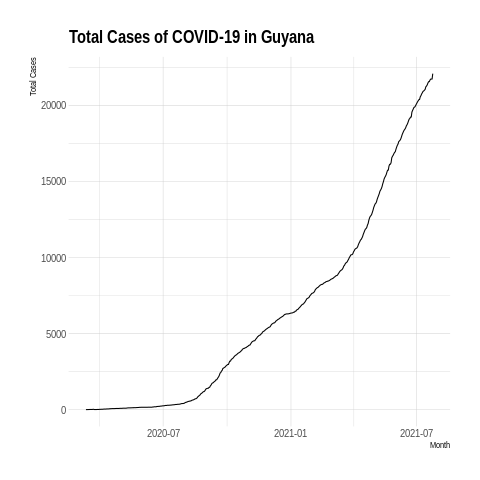 Total Cases of COVID-19 in Guyana
Total Cases
20000
15000
10000
5000
0
2020-07
2021-01
2021-07
Month